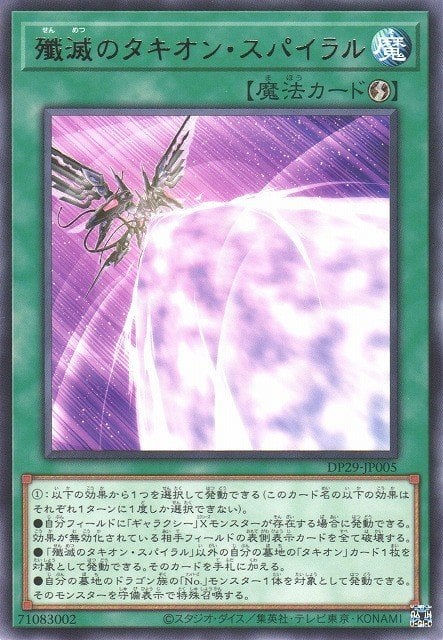 殲滅のタキオン・スパイラル
魔
【魔法カード】
DP29-JP005
①：以下の効果から1つを選択して発動できる（このカード名の以下の効果は
それぞれ1ターンに1度しか選択できない）。
●自分フィールドに「ギャラクシー」Xモンスターが存在する場合に発動できる。
効果が無効化されている相手フィールドの表側表示カードを全て破壊する。
●「殲滅のタキオン・スパイラル」以外の自分の墓地の「タキオン」カード1枚を
対象として発動できる。そのカードを手札に加える。
●自分の墓地のドラゴン族の「No.」モンスター1体を対象として発動できる。
そのモンスターを守備表示で特殊召喚する。
71083002
©スタジオ・ダイス／集英社・テレビ東京・KONAMI